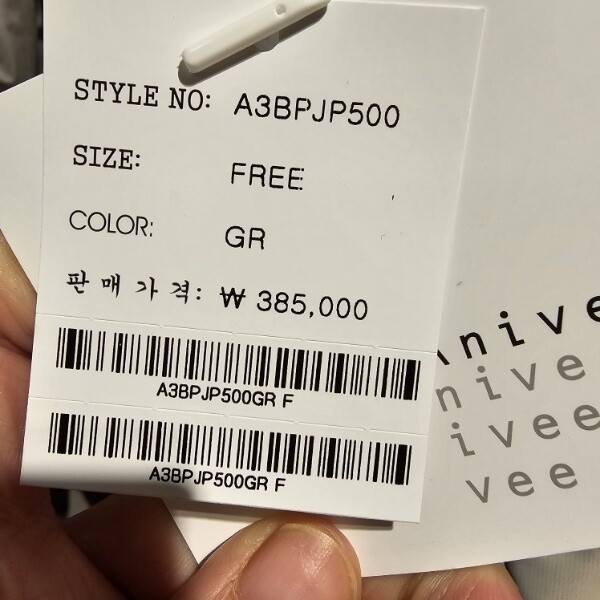 STYLE NO: A3BPJP500
SIZE: FREE
COLOR: GR
판매가격: ₩ 385,000
A3BPJP500GR F
A3BPJP500GR F
nive
nive
ivee
vee